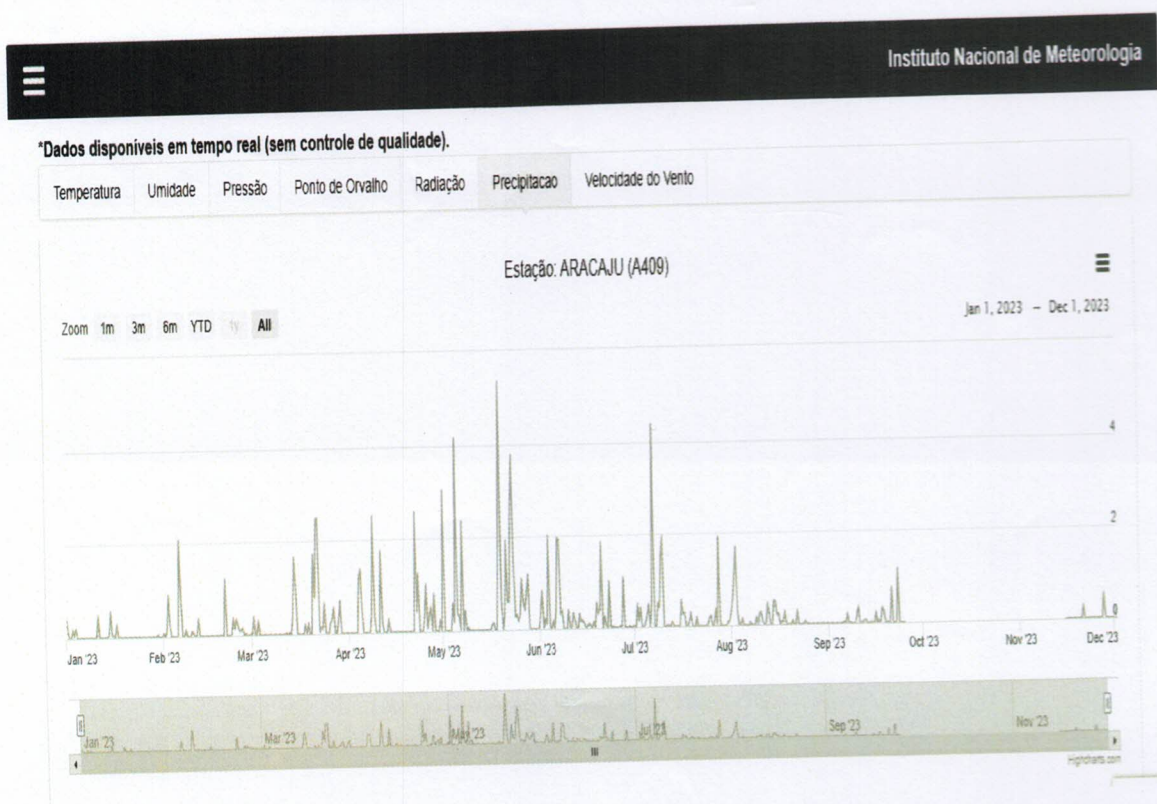 Instituto Nacional de Meteorologia
*Dados disponíveis em tempo real (sem controle de qualidade).
Temperatura Umidade Pressão Ponto de Orvalho Radiação Precipitacao Velocidade do Vento
Estação: ARACAJU (A409)
Jan 1, 2023 – Dec 1, 2023
Zoom 1m 3m 6m YTD 1y All
4
2
0
Jan '23 Feb '23 Mar '23 Apr '23 May '23 Jun '23 Jul '23 Aug '23 Sep '23 Oct '23 Nov '23 Dec '23
Jan '23 Mar '23 May '23 Jul '23 Sep '23 Nov '23
Highcharts.com